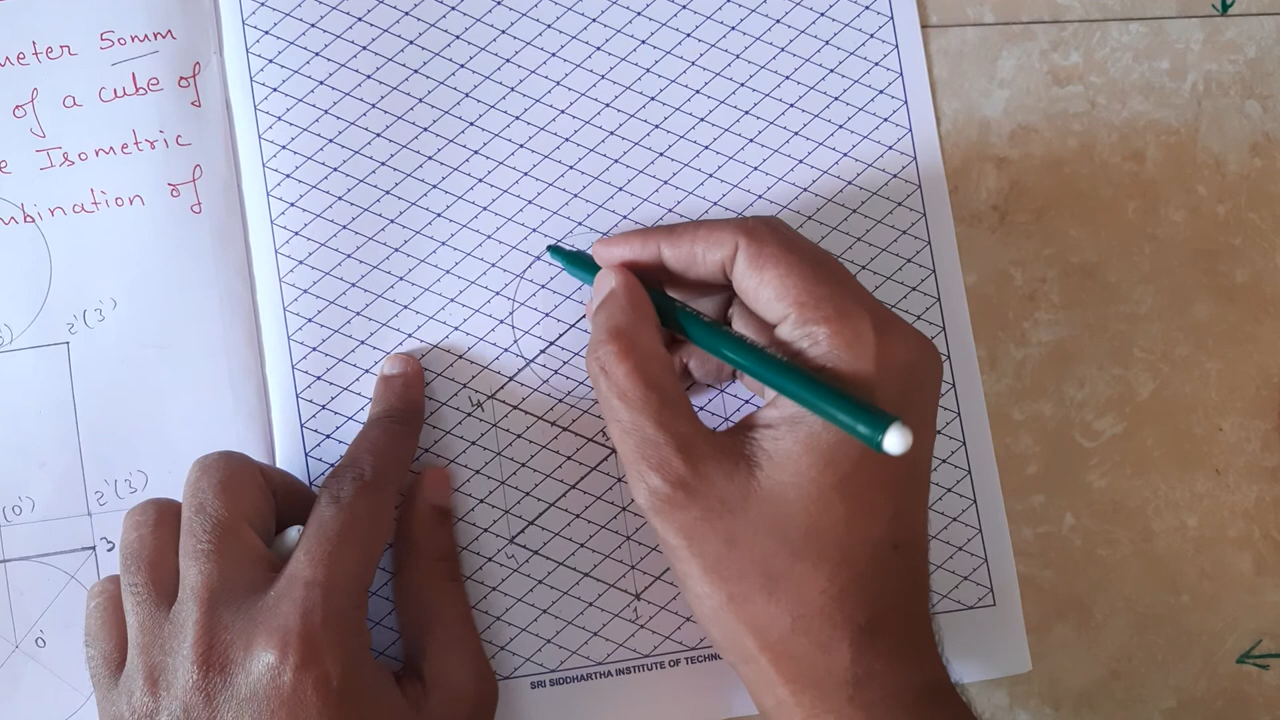 meter 50mm
of a cube of
e Isometric
mbination of
2'(3')
(0')
2'(3')
3
0'
4
4
1
SRI SIDDHARTHA INSTITUTE OF TECHNO